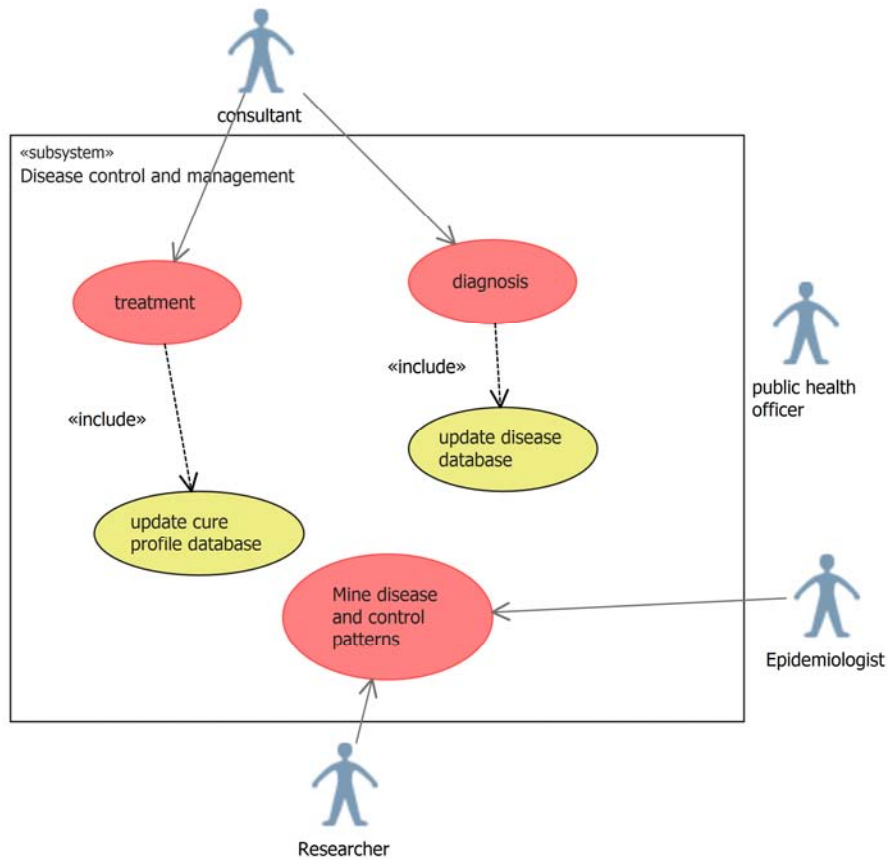 consultant
«subsystem»
Disease control and management
treatment
diagnosis
«include»
«include»
public health
officer
update disease
database
update cure
profile database
Mine disease
and control
patterns
Epidemiologist
Researcher